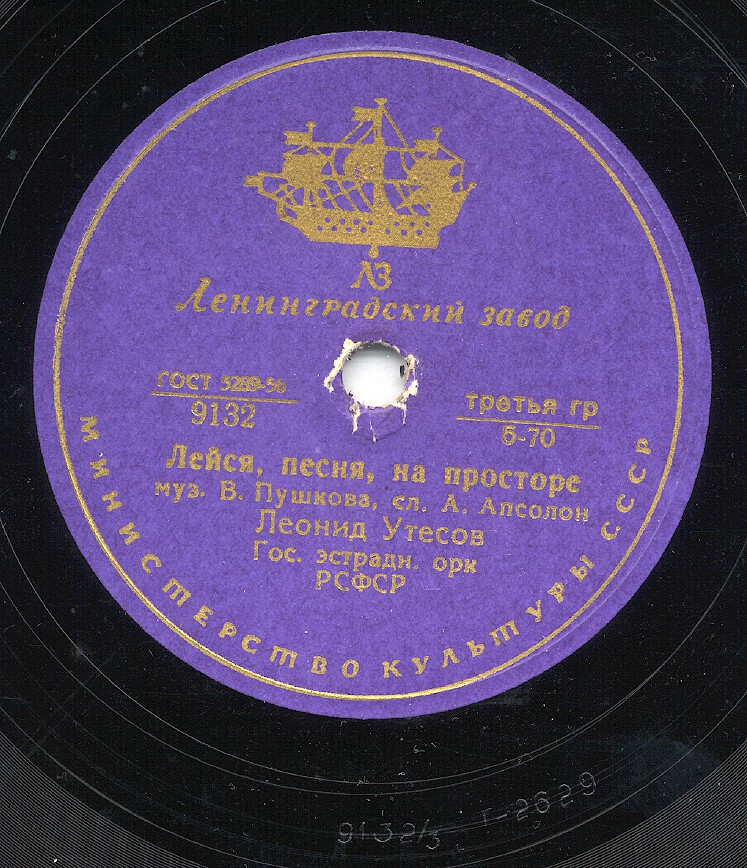 ЛЗ
Ленинградский завод
ГОСТ 5289-56
9132
третья гр
6-70
Лейся, песня, на просторе
муз. В. Пушкова, сл. А. Апсолон
Леонид Утесов
Гос. эстрадн. орк
РСФСР
МИНИСТЕРСТВО КУЛЬТУРЫ СССР
9132/3 Г-2629